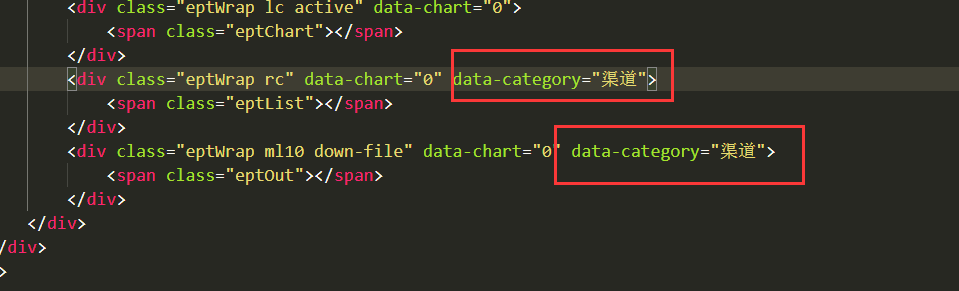 <div class="eptWrap lc active" data-chart="0">
<span class="eptChart"></span>
</div>
<div class="eptWrap rc" data-chart="0" data-category="渠道">
<span class="eptList"></span>
</div>
<div class="eptWrap ml10 down-file" data-chart="0" data-category="渠道">
<span class="eptOut"></span>
</div>
</div>
/div>
>